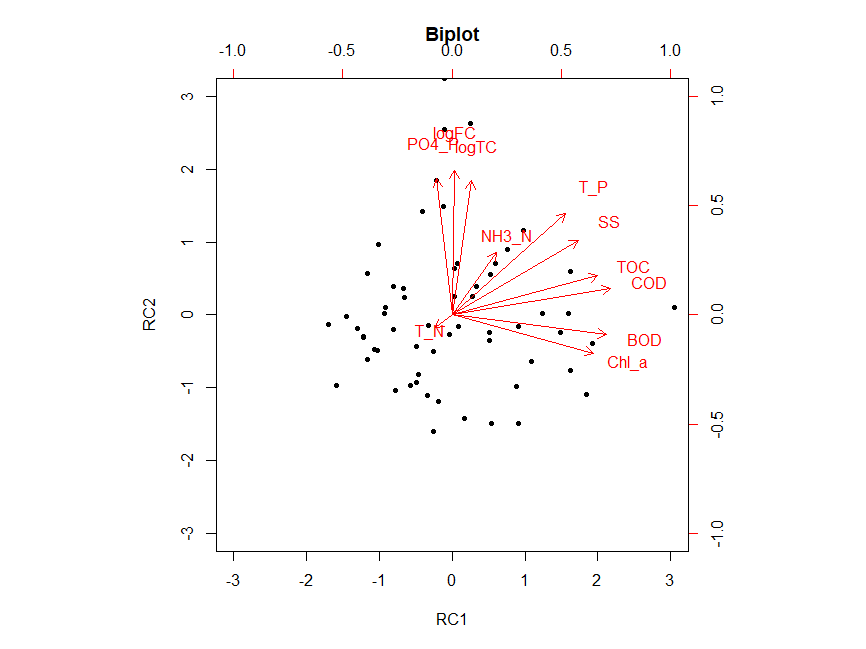 Biplot
-1.0 -0.5 0.0 0.5 1.0
3 1.0
logFC
PO4_P logTC
2
T_P
0.5
SS
1 NH3_N
TOC
COD
0 0.0
T_N
BOD
Chl_a
-1
-0.5
-2
-3 -1.0
-3 -2 -1 0 1 2 3
RC2
RC1